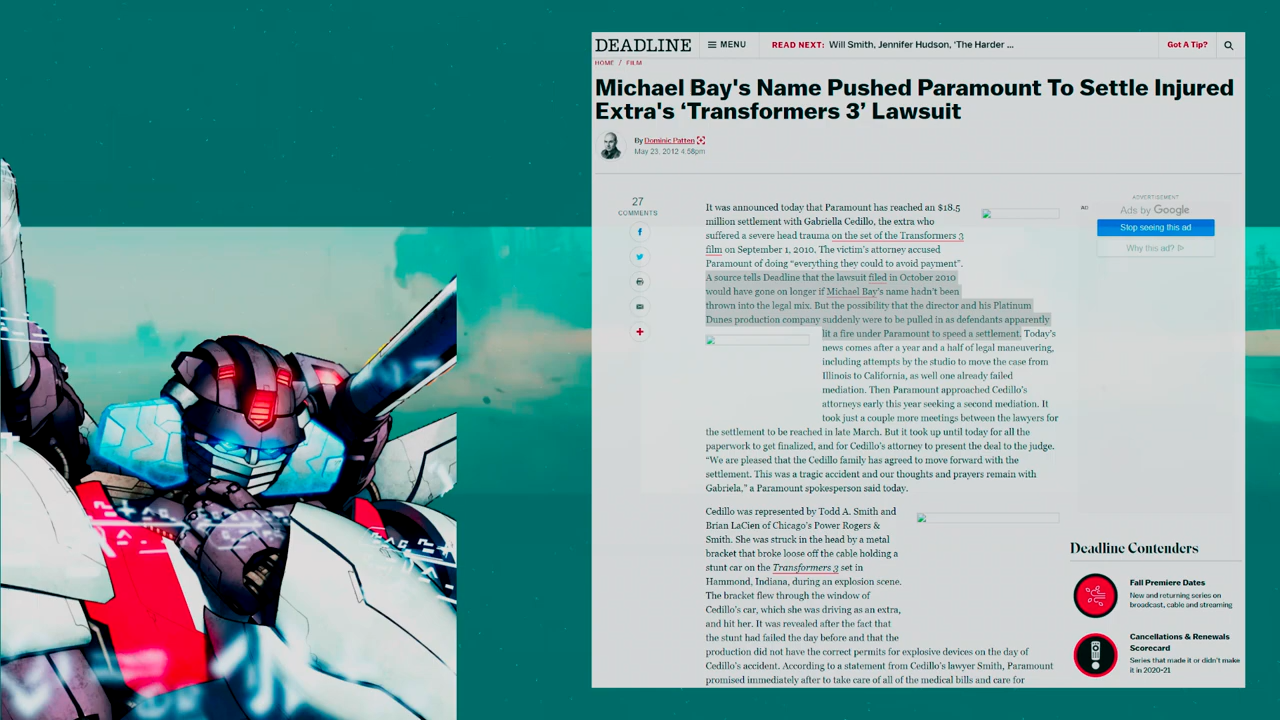 DEADLINE
MENU
READ NEXT: Will Smith, Jennifer Hudson, 'The Harder ...
Got A Tip?
HOME / FILM
Michael Bay's Name Pushed Paramount To Settle Injured
Extra's ‘Transformers 3’ Lawsuit
By Dominic Patten
May 23, 2012 4:58pm
27
COMMENTS
It was announced today that Paramount has reached an $18.5
million settlement with Gabriella Cedillo, the extra who
suffered a severe head trauma on the set of the Transformers 3
film on September 1, 2010. The victim's attorney accused
Paramount of doing “everything they could to avoid payment”.
A source tells Deadline that the lawsuit filed in October 2010
would have gone on longer if Michael Bay's name hadn't been
thrown into the legal mix. But the possibility that the director and his Platinum
Dunes production company suddenly were to be pulled in as defendants apparently
lit a fire under Paramount to speed a settlement. Today's
news comes after a year and a half of legal maneuvering,
including attempts by the studio to move the case from
Illinois to California, as well one already failed
mediation. Then Paramount approached Cedillo's
attorneys early this year seeking a second mediation. It
took just a couple more meetings between the lawyers for
the settlement to be reached in late March. But it took up until today for all the
paperwork to get finalized, and for Cedillo's attorney to present the deal to the judge.
“We are pleased that the Cedillo family has agreed to move forward with the
settlement. This was a tragic accident and our thoughts and prayers remain with
Gabriela,” a Paramount spokesperson said today.
Cedillo was represented by Todd A. Smith and
Brian LaCien of Chicago's Power Rogers &
Smith. She was struck in the head by a metal
bracket that broke loose off the cable holding a
stunt car on the Transformers 3 set in
Hammond, Indiana, during an explosion scene.
The bracket flew through the window of
Cedillo's car, which she was driving as an extra,
and hit her. It was revealed after the fact that
the stunt had failed the day before and that the
production did not have the correct permits for explosive devices on the day of
Cedillo's accident. According to a statement from Cedillo's lawyer Smith, Paramount
promised immediately after to take care of all of the medical bills and care for
AD
ADVERTISEMENT
Ads by Google
Stop seeing this ad
Why this ad?
Deadline Contenders
Fall Premiere Dates
New and returning series on
broadcast, cable and streaming
Cancellations & Renewals
Scorecard
Series that made it or didn't make
it in 2020-21